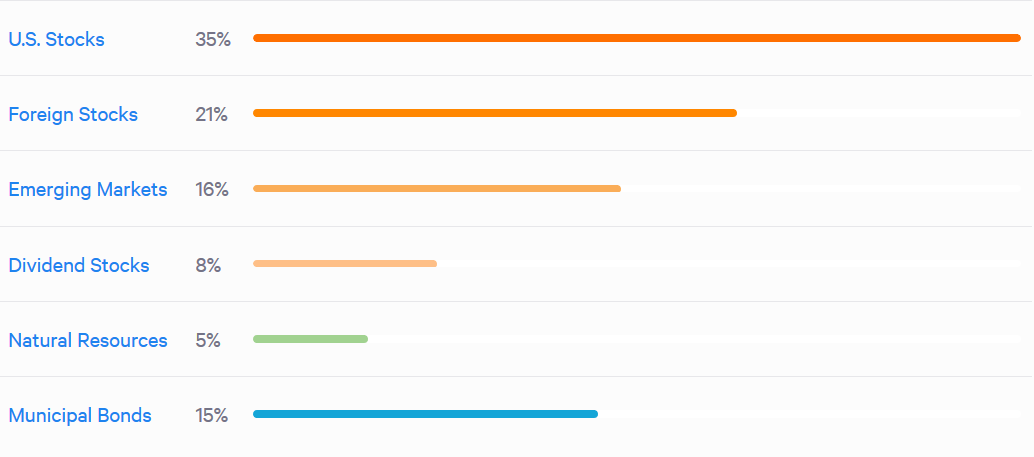 U.S. Stocks 35%
Foreign Stocks 21%
Emerging Markets 16%
Dividend Stocks 8%
Natural Resources 5%
Municipal Bonds 15%